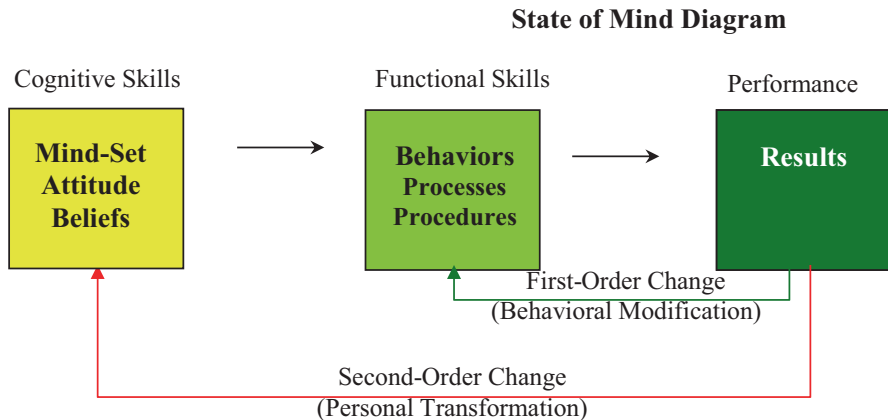 State of Mind Diagram
Cognitive Skills
Functional Skills
Performance
Mind-Set
Attitude
Beliefs
Behaviors
Processes
Procedures
Results
First-Order Change
(Behavioral Modification)
Second-Order Change
(Personal Transformation)